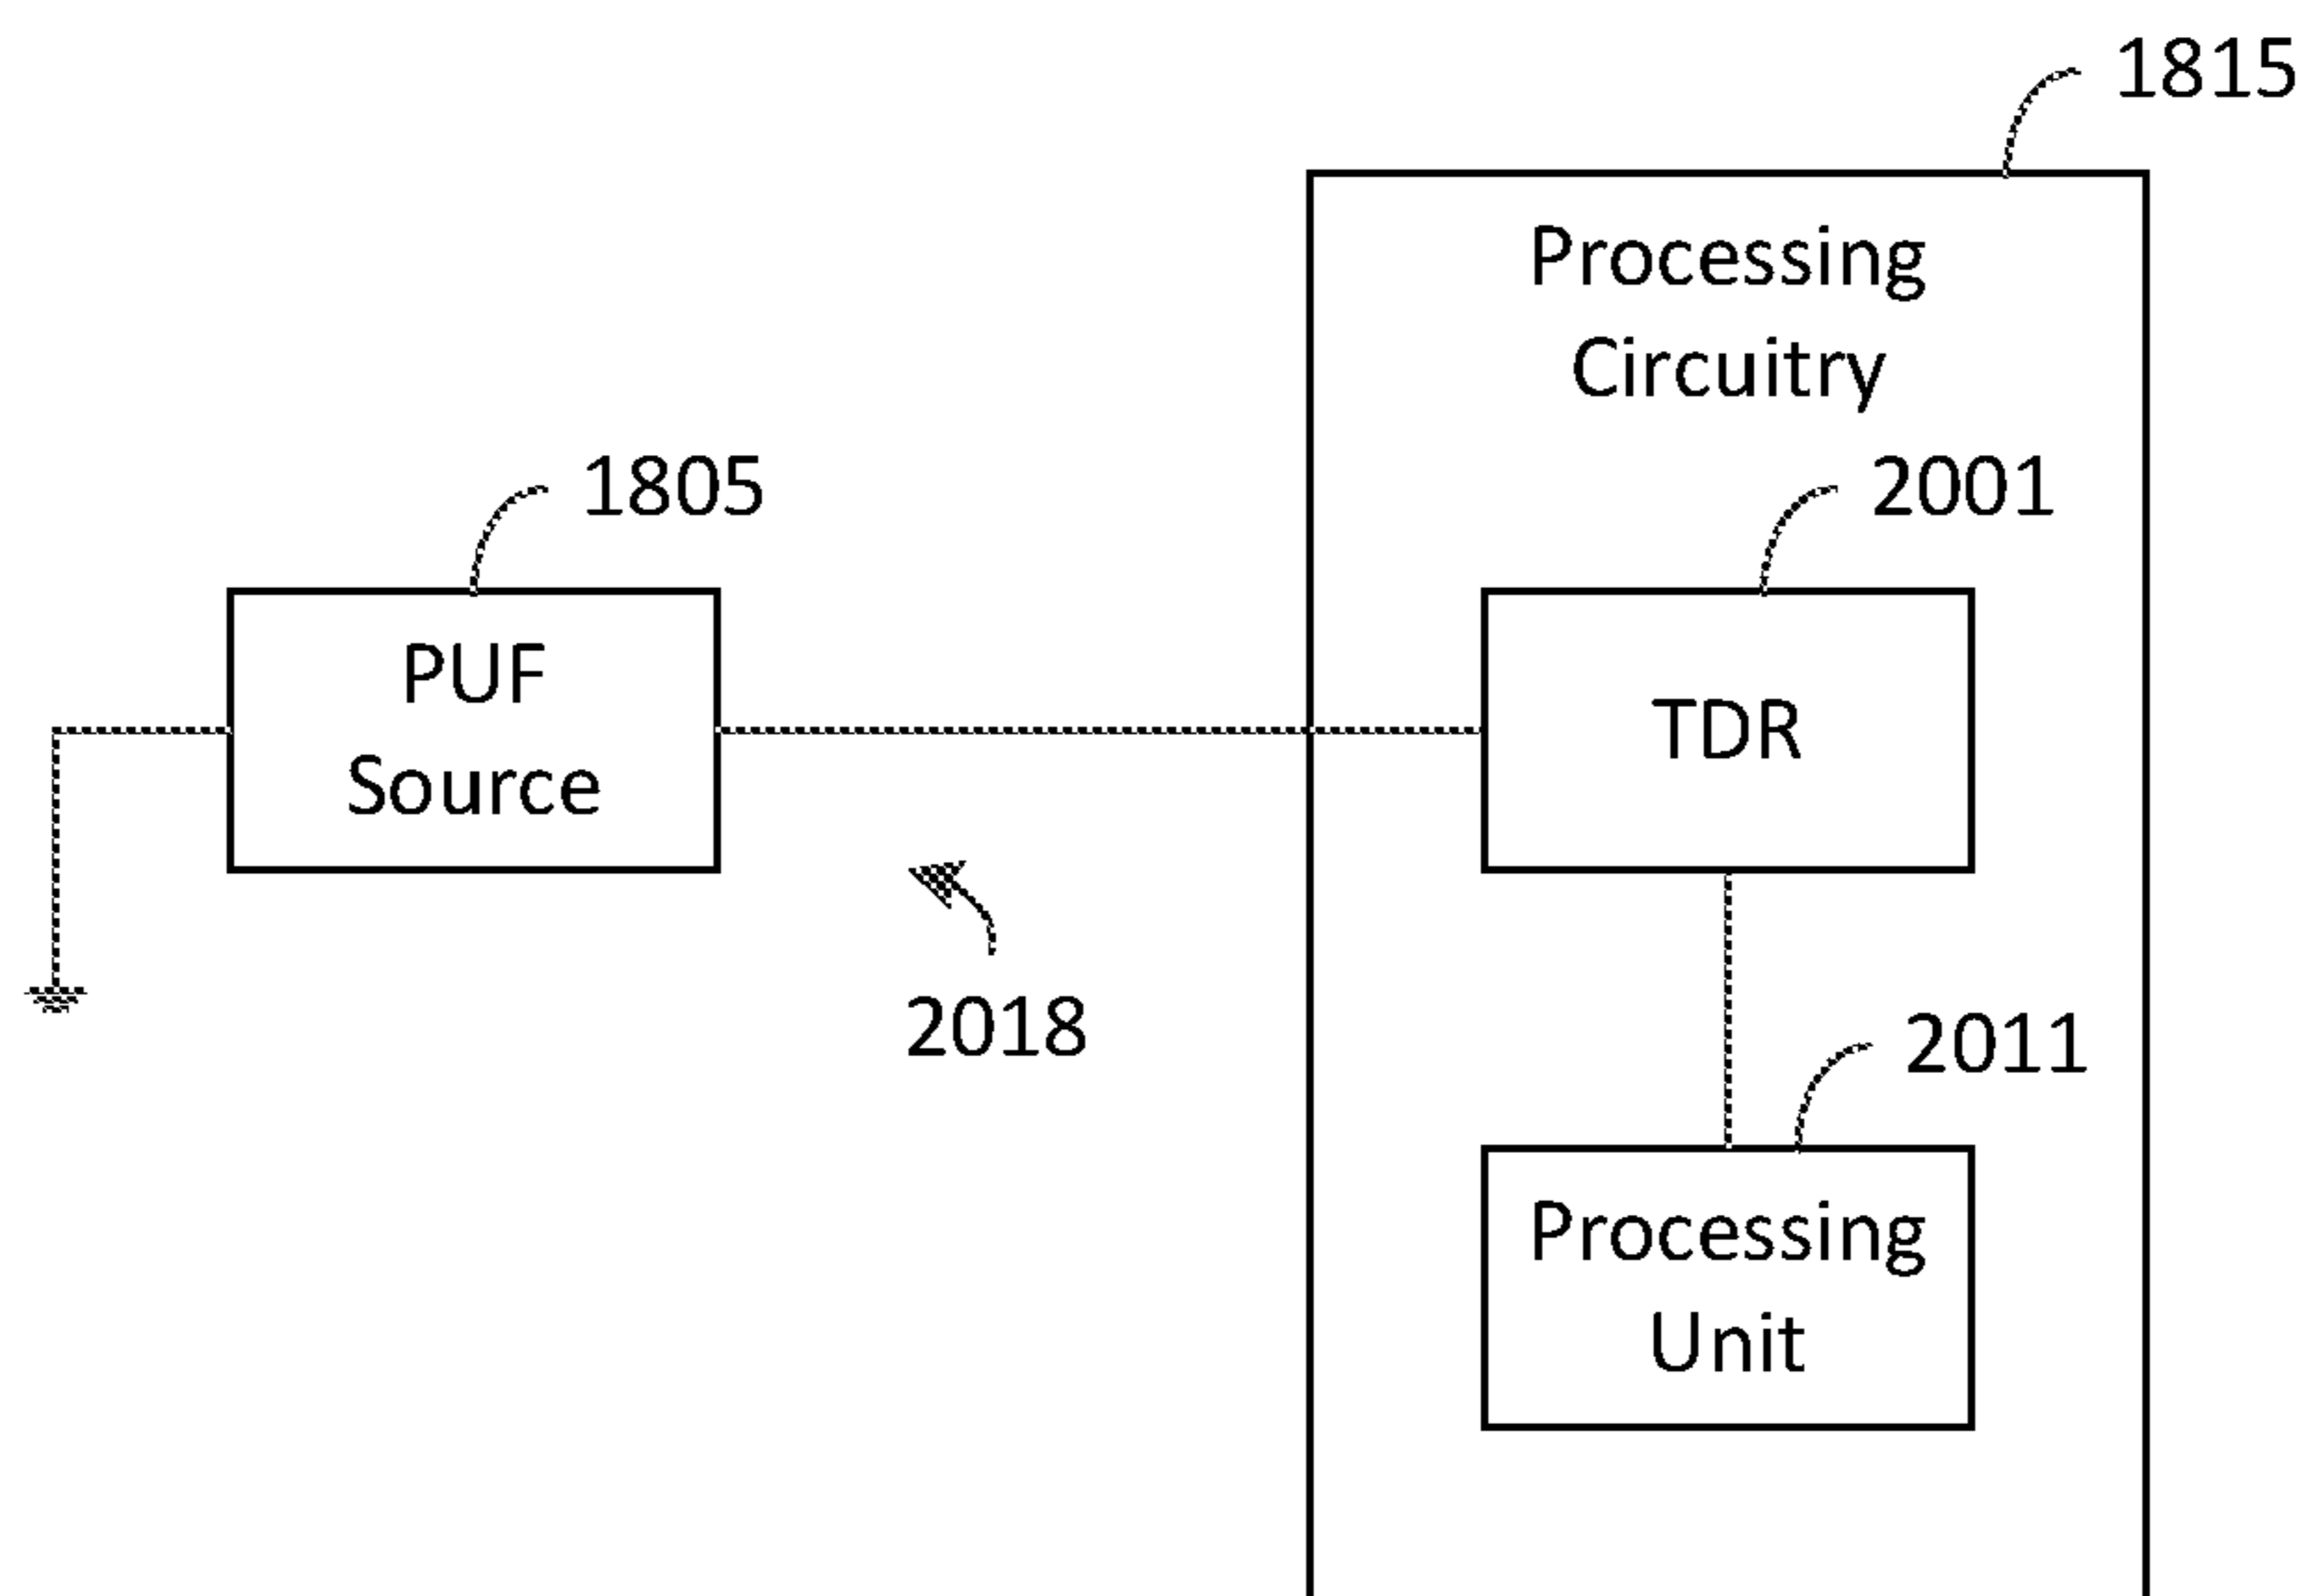 1815
Processing
Circuitry
1805
2001
PUF
Source
TDR
2018
2011
Processing
Unit